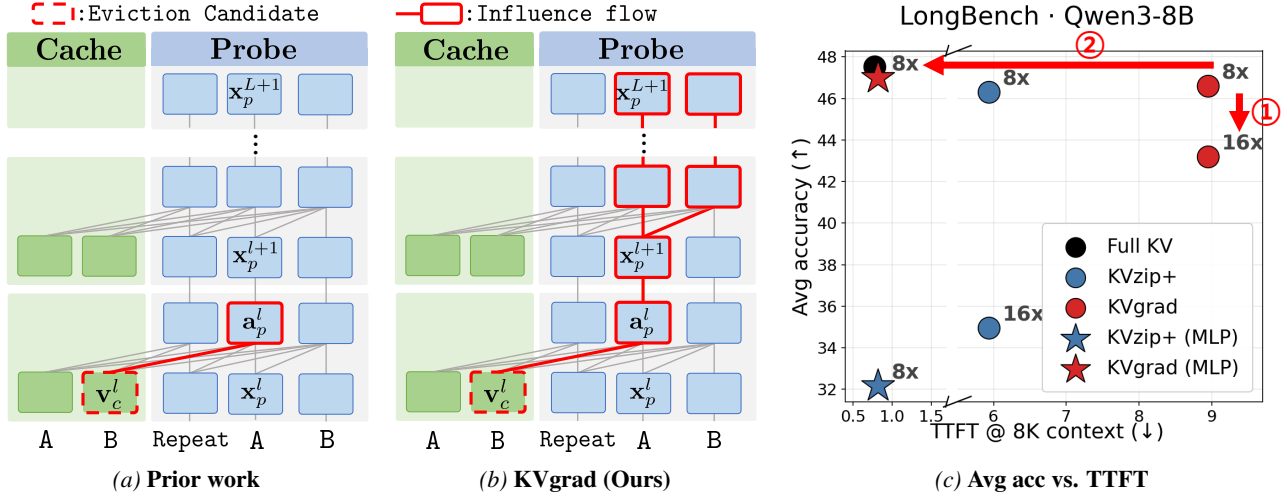 :Eviction Candidate
:Influence flow
Cache Probe
x_p^{L+1}
⋮
x_p^{l+1}
a_p^l
v_c^l x_p^l
A B Repeat A B
(a) Prior work
Cache Probe
x_p^{L+1}
⋮
x_p^{l+1}
a_p^l
v_c^l x_p^l
A B Repeat A B
(b) KVgrad (Ours)
LongBench · Qwen3-8B
②
①
8x
8x
8x
16x
16x
8x
48
46
44
42
40
38
36
34
32
Avg accuracy (↑)
Full KV
KVzip+
KVgrad
KVzip+ (MLP)
KVgrad (MLP)
0.5 1.0 1.5 6 7 8 9
TTFT @ 8K context (↓)
(c) Avg acc vs. TTFT